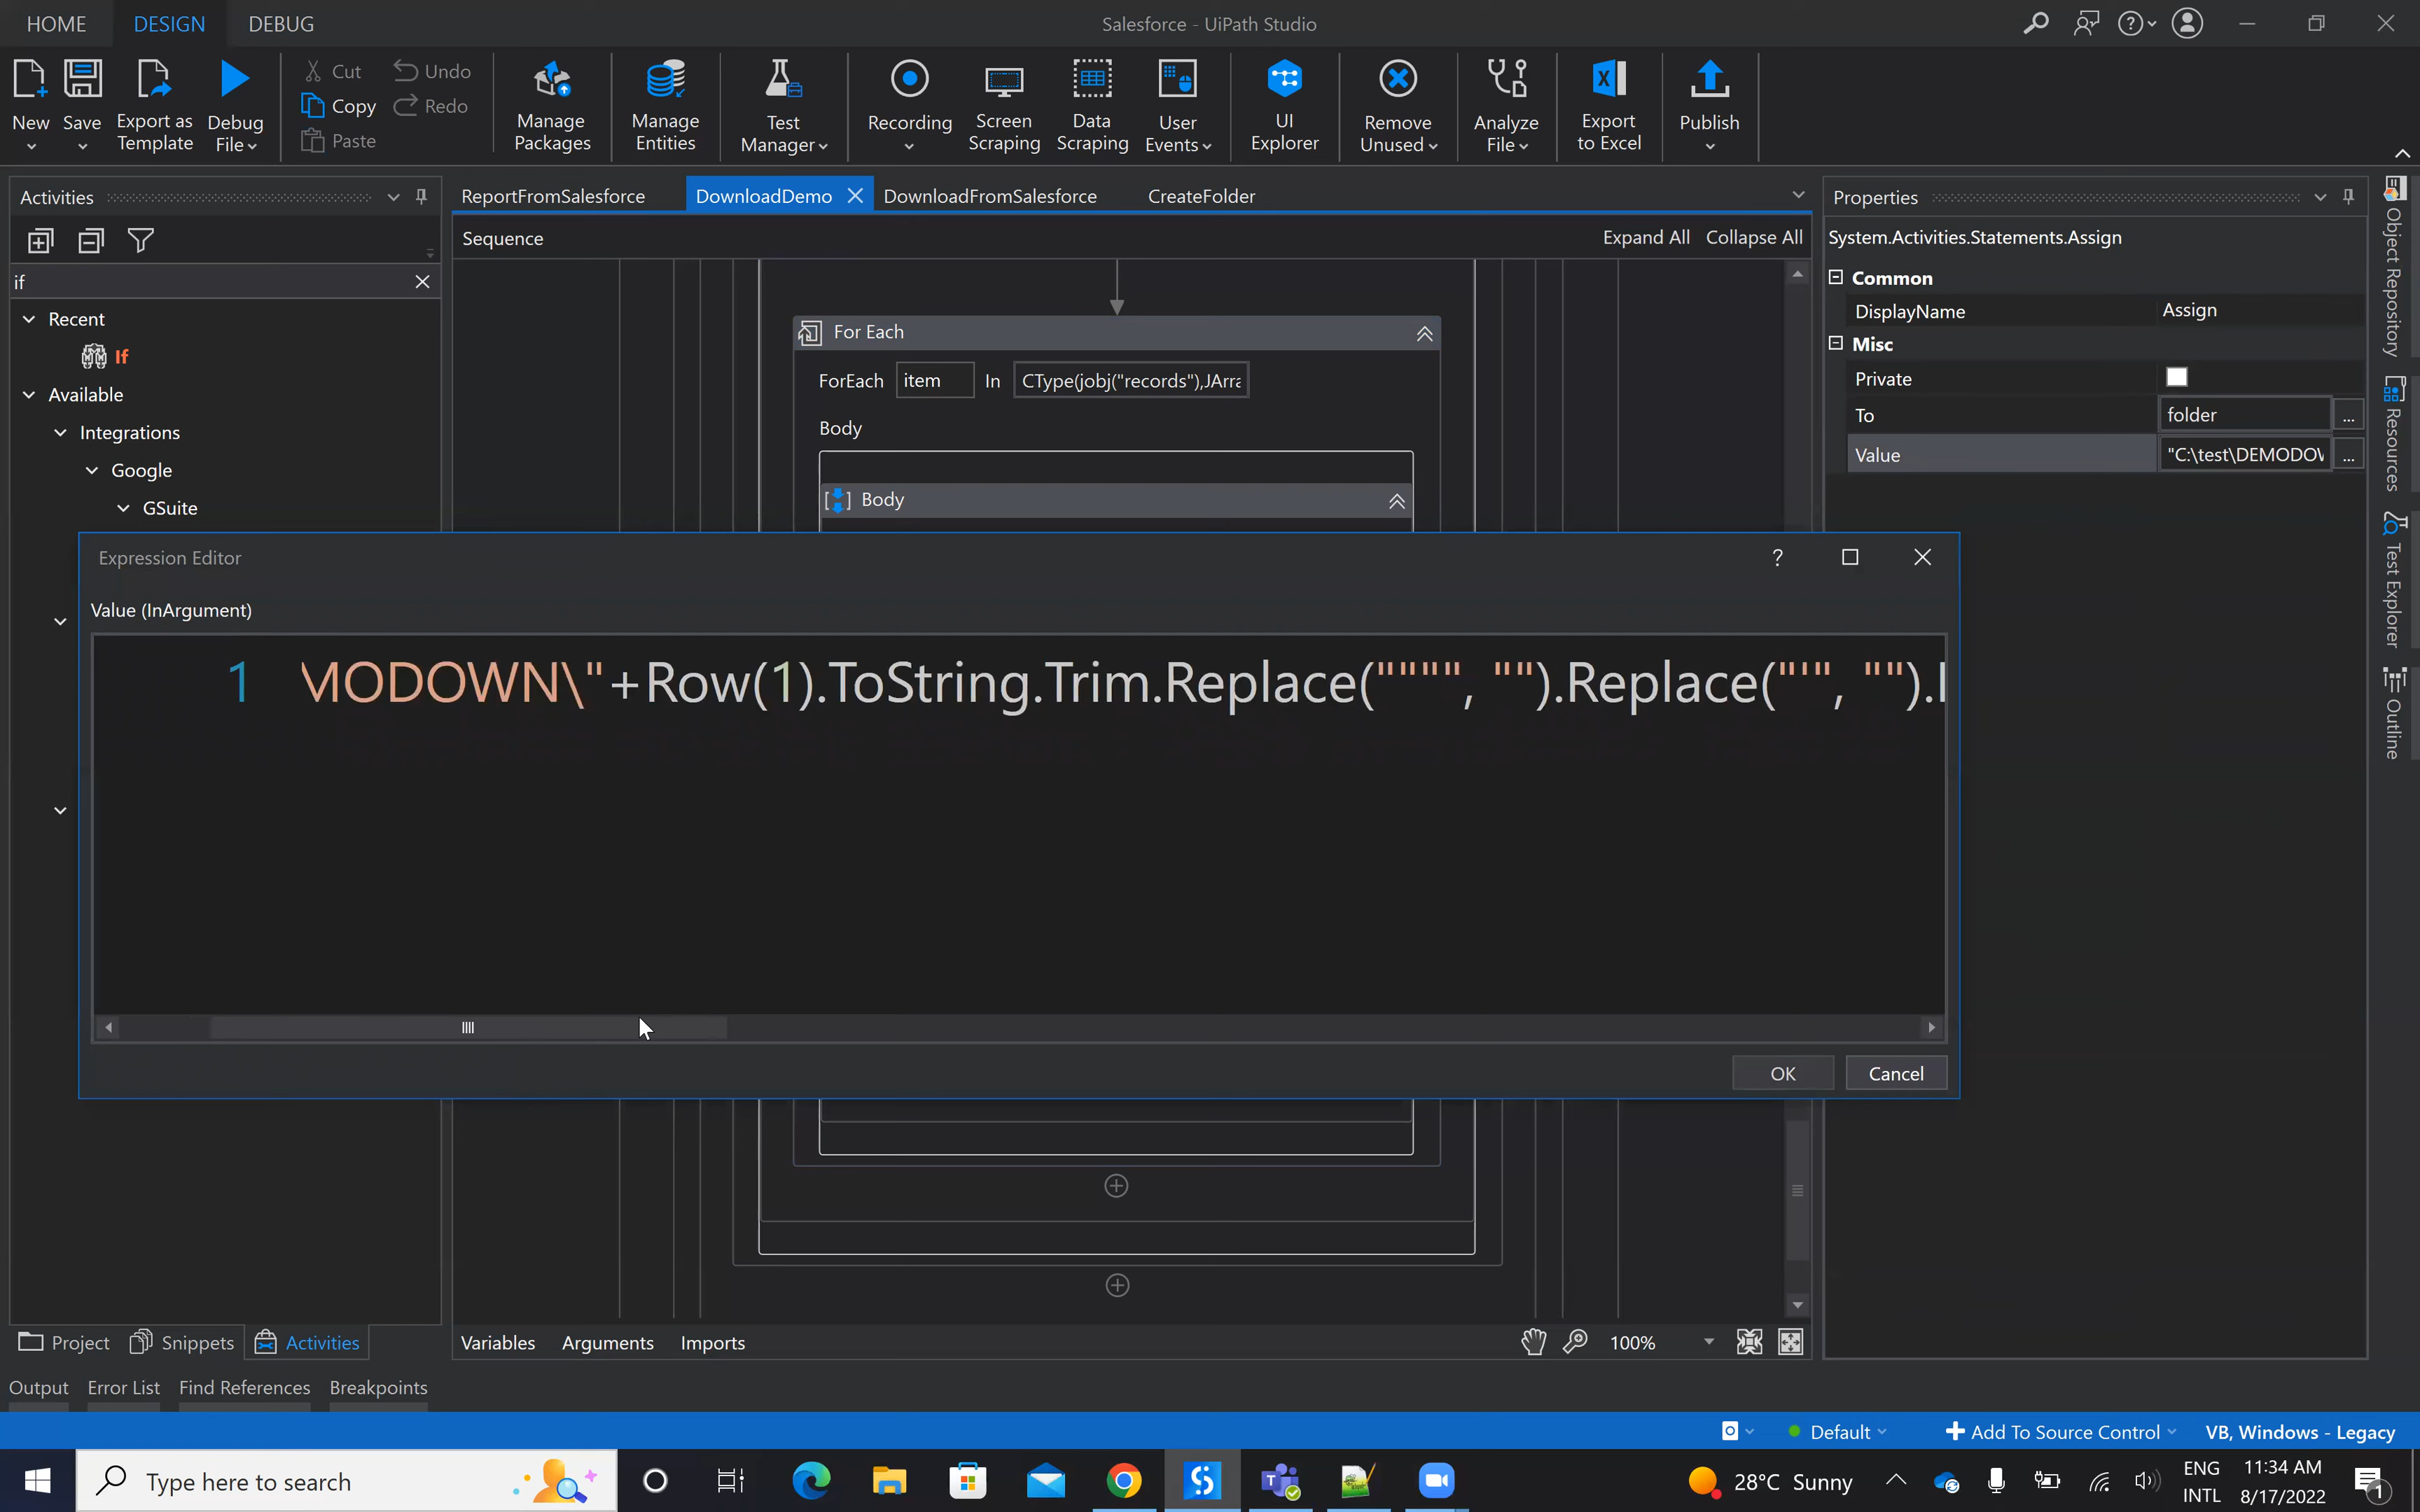 HOME DESIGN DEBUG Salesforce - UiPath Studio
New Save Export as Template Debug File
Cut Undo
Copy Redo
Paste
Manage Packages Manage Entities Test Manager Recording Screen Scraping Data Scraping User Events UI Explorer Remove Unused Analyze File Export to Excel Publish
Activities
if
Recent
If
Available
Integrations
Google
GSuite
ReportFromSalesforce DownloadDemo DownloadFromSalesforce CreateFolder
Sequence Expand All Collapse All
For Each
ForEach item In CType(jobj("records"),JArra
Body
Body
Properties
System.Activities.Statements.Assign
Common
DisplayName Assign
Misc
Private
To folder ...
Value "C:\test\DEMODOV ...
Object Repository
Resources
Test Explorer
Outline
Expression Editor ?
Value (InArgument)
1 MODOWN\"+Row(1).ToString.Trim.Replace("""", "").Replace("'", "").
OK Cancel
Project Snippets Activities
Variables Arguments Imports 100%
Output Error List Find References Breakpoints
Default Add To Source Control VB, Windows - Legacy
Type here to search
28°C Sunny
ENG
INTL
11:34 AM
8/17/2022
1